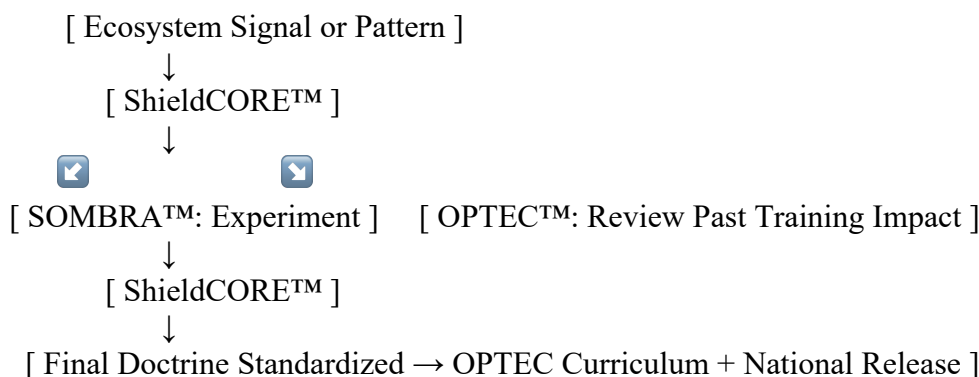 [ Ecosystem Signal or Pattern ]
↓
[ ShieldCORE™ ]
↓
↙️ ↘️
[ SOMBRA™: Experiment ] [ OPTEC™: Review Past Training Impact ]
↓
[ ShieldCORE™ ]
↓
[ Final Doctrine Standardized → OPTEC Curriculum + National Release ]